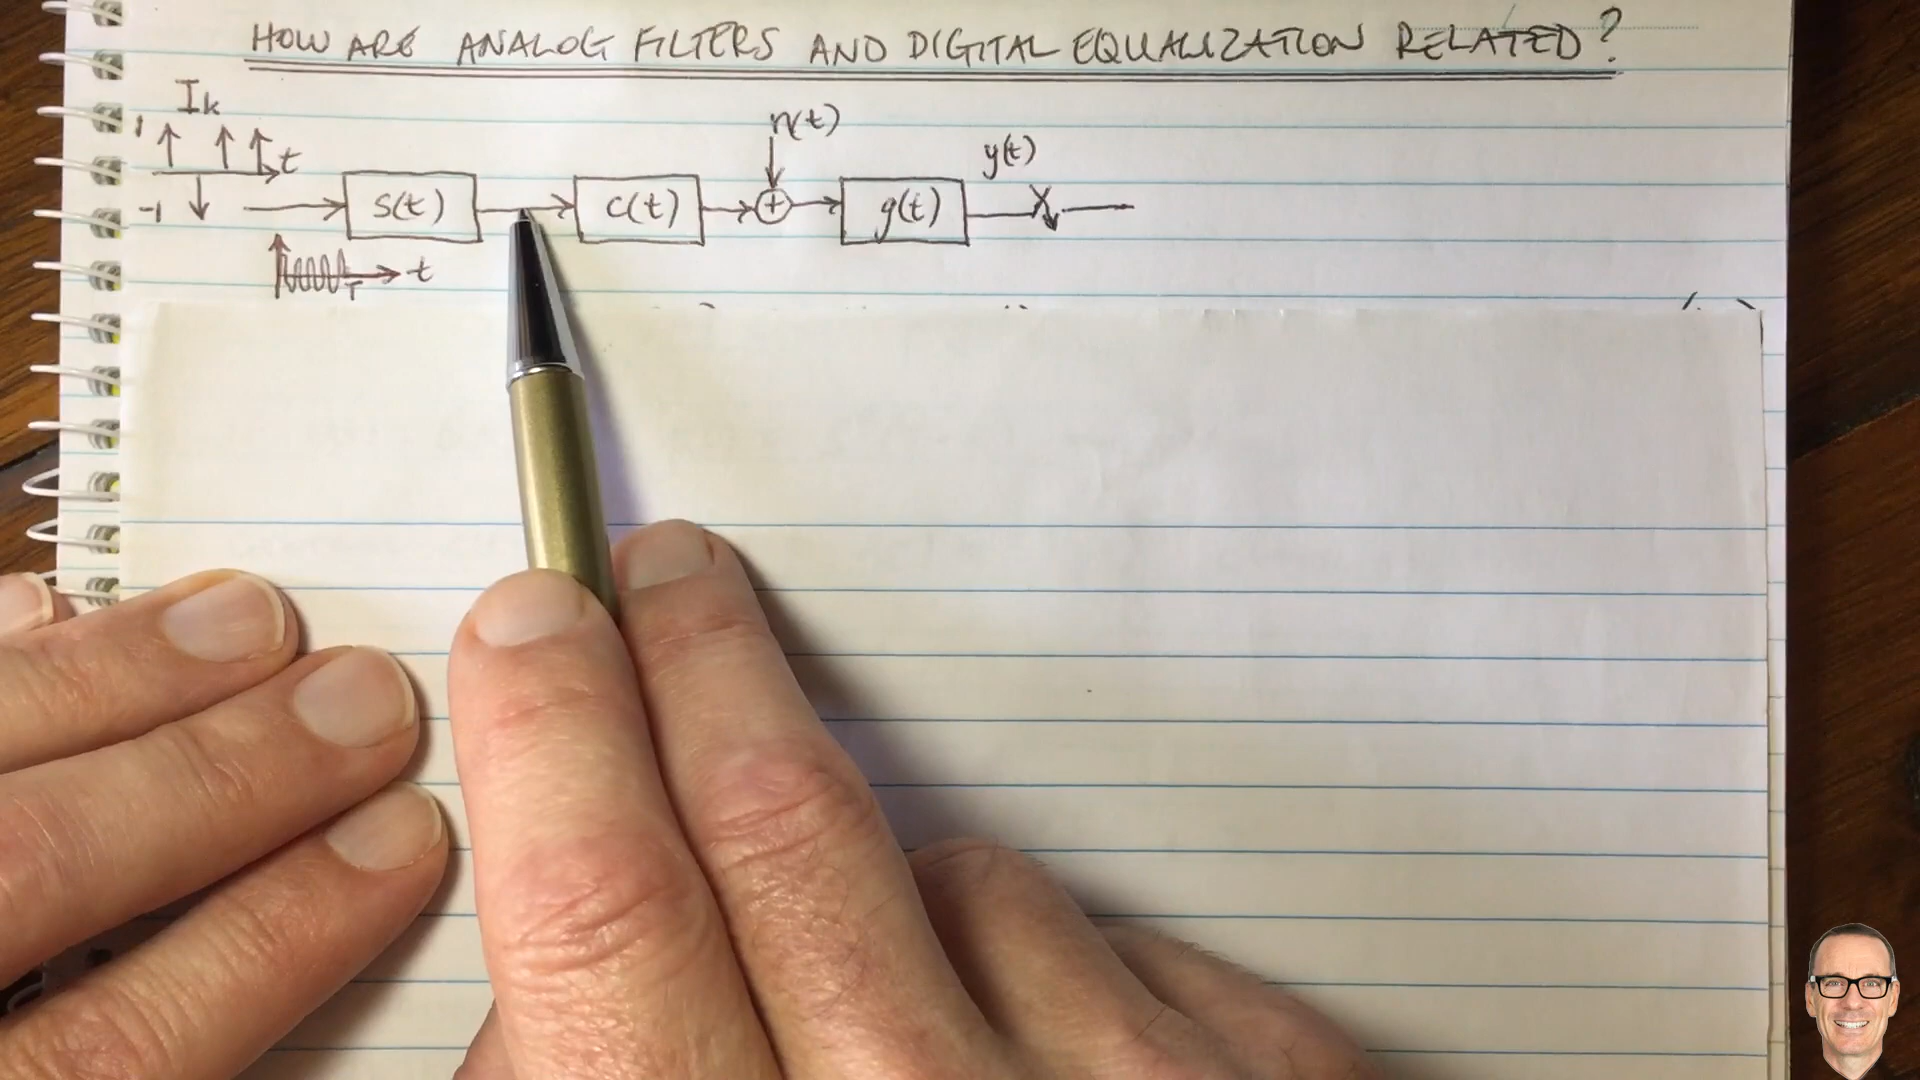 HOW ARE ANALOG FILTERS AND DIGITAL EQUALIZATION RELATED?
Ik
1
t
-1
s(t)
c(t)
n(t)
+
g(t)
y(t)
T
t